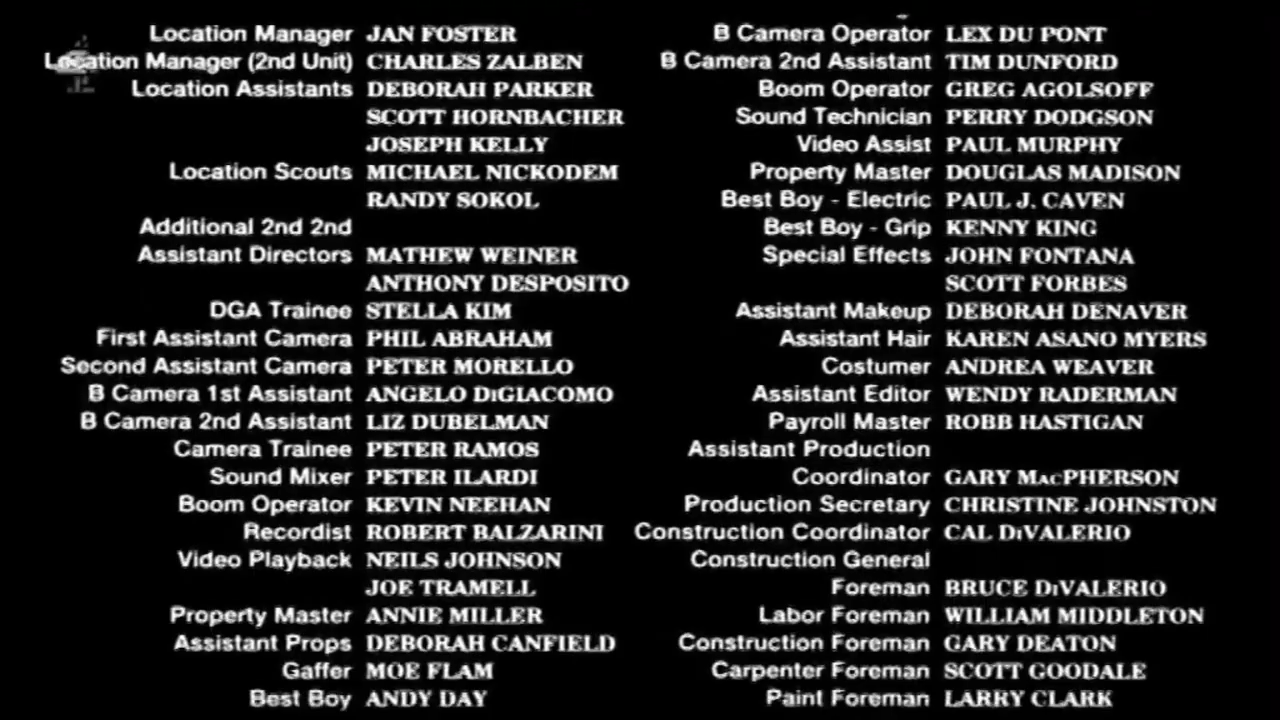 Location Manager JAN FOSTER
Location Manager (2nd Unit) CHARLES ZALBEN
Location Assistants DEBORAH PARKER
SCOTT HORNBACHER
JOSEPH KELLY
Location Scouts MICHAEL NICKODEM
RANDY SOKOL
Additional 2nd 2nd
Assistant Directors MATHEW WEINER
ANTHONY DESPOSITO
DGA Trainee STELLA KIM
First Assistant Camera PHIL ABRAHAM
Second Assistant Camera PETER MORELLO
B Camera 1st Assistant ANGELO DiGIACOMO
B Camera 2nd Assistant LIZ DUBELMAN
Camera Trainee PETER RAMOS
Sound Mixer PETER ILARDI
Boom Operator KEVIN NEEHAN
Recordist ROBERT BALZARINI
Video Playback NEILS JOHNSON
JOE TRAMELL
Property Master ANNIE MILLER
Assistant Props DEBORAH CANFIELD
Gaffer MOE FLAM
Best Boy ANDY DAY
B Camera Operator LEX DU PONT
B Camera 2nd Assistant TIM DUNFORD
Boom Operator GREG AGOLSOFF
Sound Technician PERRY DODGSON
Video Assist PAUL MURPHY
Property Master DOUGLAS MADISON
Best Boy - Electric PAUL J. CAVEN
Best Boy - Grip KENNY KING
Special Effects JOHN FONTANA
SCOTT FORBES
Assistant Makeup DEBORAH DENAVER
Assistant Hair KAREN ASANO MYERS
Costumer ANDREA WEAVER
Assistant Editor WENDY RADERMAN
Payroll Master ROBB HASTIGAN
Assistant Production
Coordinator GARY MacPHERSON
Production Secretary CHRISTINE JOHNSTON
Construction Coordinator CAL DiVALERIO
Construction General
Foreman BRUCE DiVALERIO
Labor Foreman WILLIAM MIDDLETON
Construction Foreman GARY DEATON
Carpenter Foreman SCOTT GOODALE
Paint Foreman LARRY CLARK